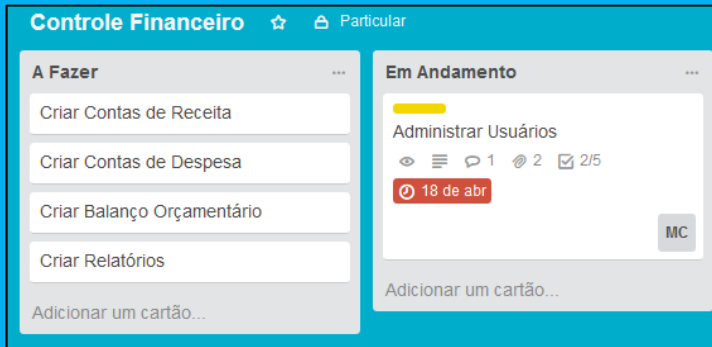 Controle Financeiro Particular
A Fazer ...
Criar Contas de Receita
Criar Contas de Despesa
Criar Balanço Orçamentário
Criar Relatórios
Adicionar um cartão...
Em Andamento ...
Administrar Usuários
1 2 2/5
18 de abr
MC
Adicionar um cartão...